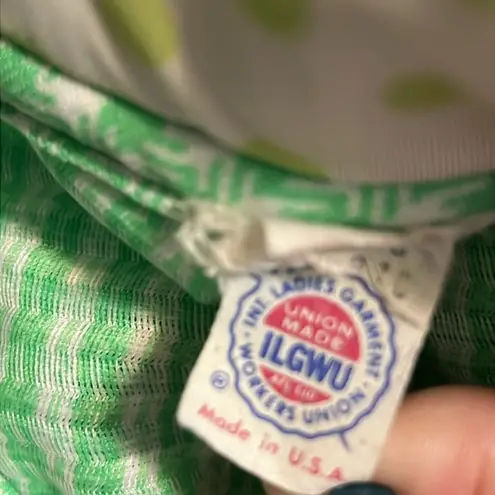 INT. LADIES GARMENT
UNION
MADE
ILGWU
AFL CIO
WORKERS UNION
®
Made in U.S.A.